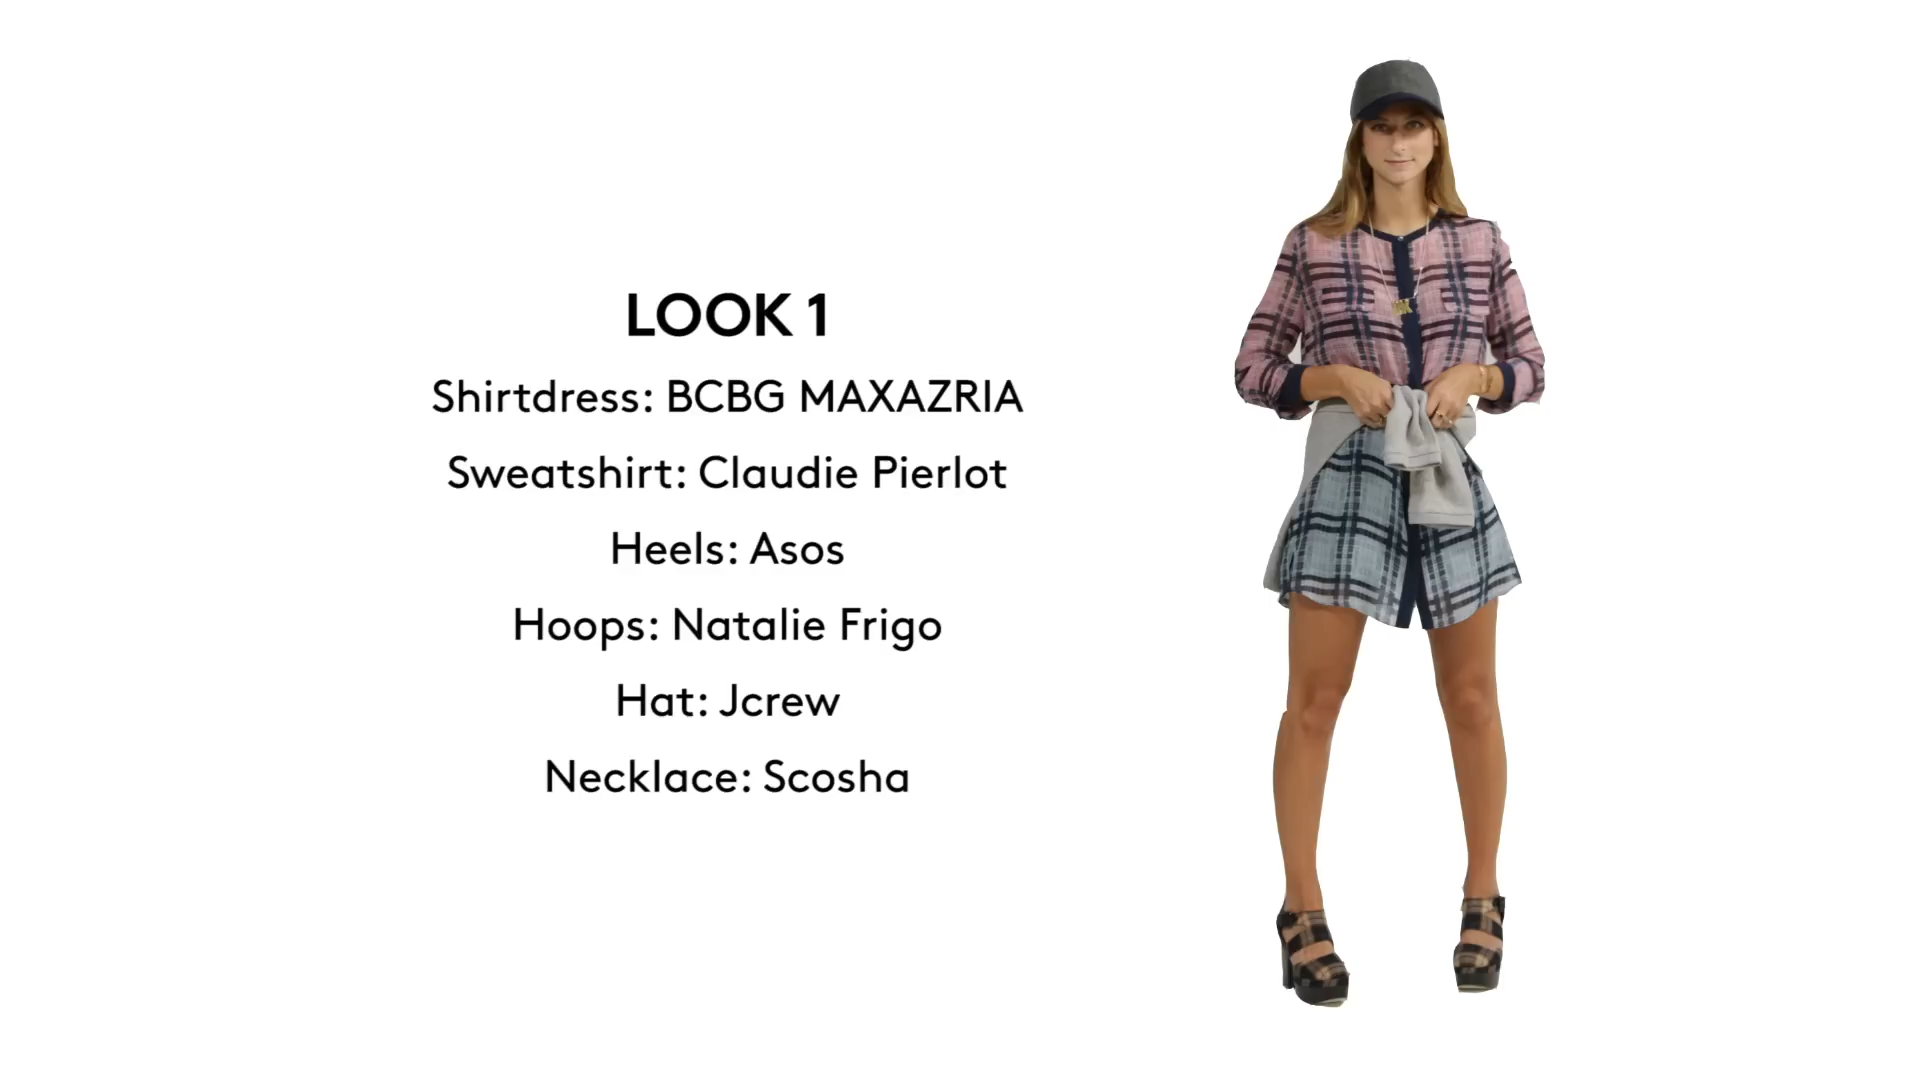 LOOK 1
Shirtdress: BCBG MAXAZRIA
Sweatshirt: Claudie Pierlot
Heels: Asos
Hoops: Natalie Frigo
Hat: Jcrew
Necklace: Scosha